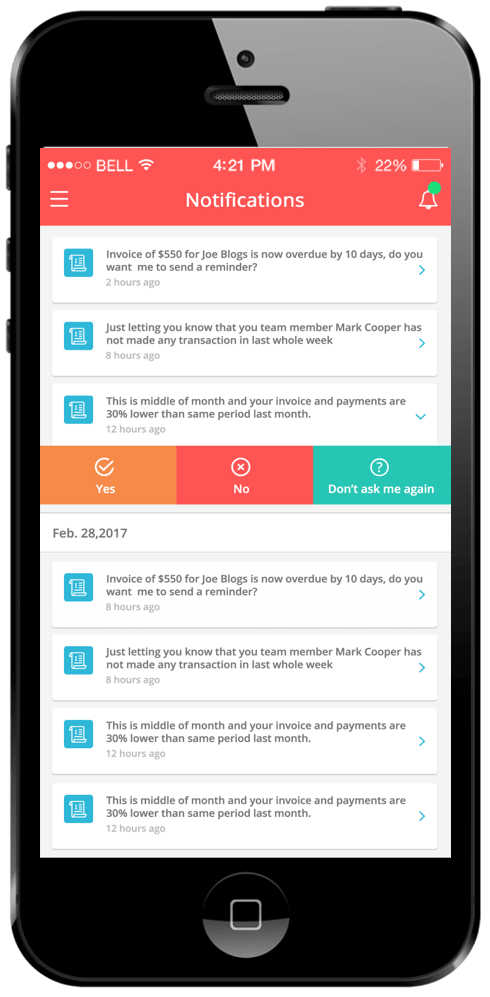 BELL 4:21 PM 22%
Notifications
Invoice of $550 for Joe Blogs is now overdue by 10 days, do you
want me to send a reminder?
2 hours ago
Just letting you know that you team member Mark Cooper has
not made any transaction in last whole week
8 hours ago
This is middle of month and your invoice and payments are
30% lower than same period last month.
12 hours ago
Yes No Don't ask me again
Feb. 28,2017
Invoice of $550 for Joe Blogs is now overdue by 10 days, do you
want me to send a reminder?
8 hours ago
Just letting you know that you team member Mark Cooper has
not made any transaction in last whole week
8 hours ago
This is middle of month and your invoice and payments are
30% lower than same period last month.
12 hours ago
This is middle of month and your invoice and payments are
30% lower than same period last month.
12 hours ago